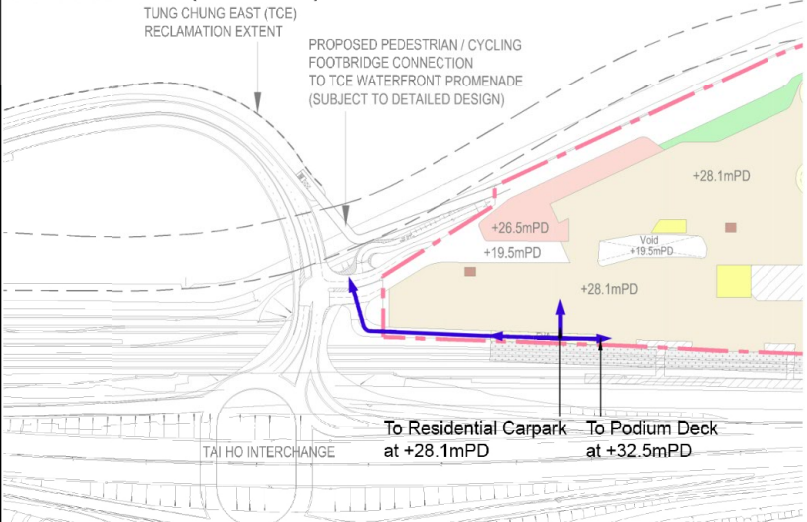 TUNG CHUNG EAST (TCE)
RECLAMATION EXTENT
PROPOSED PEDESTRIAN / CYCLING
FOOTBRIDGE CONNECTION
TO TCE WATERFRONT PROMENADE
(SUBJECT TO DETAILED DESIGN)
+28.1mPD
+26.5mPD
+19.5mPD
Void
+19.5mPD
+28.1mPD
EVA
To Residential Carpark
at +28.1mPD
To Podium Deck
at +32.5mPD
TAI HO INTERCHANGE